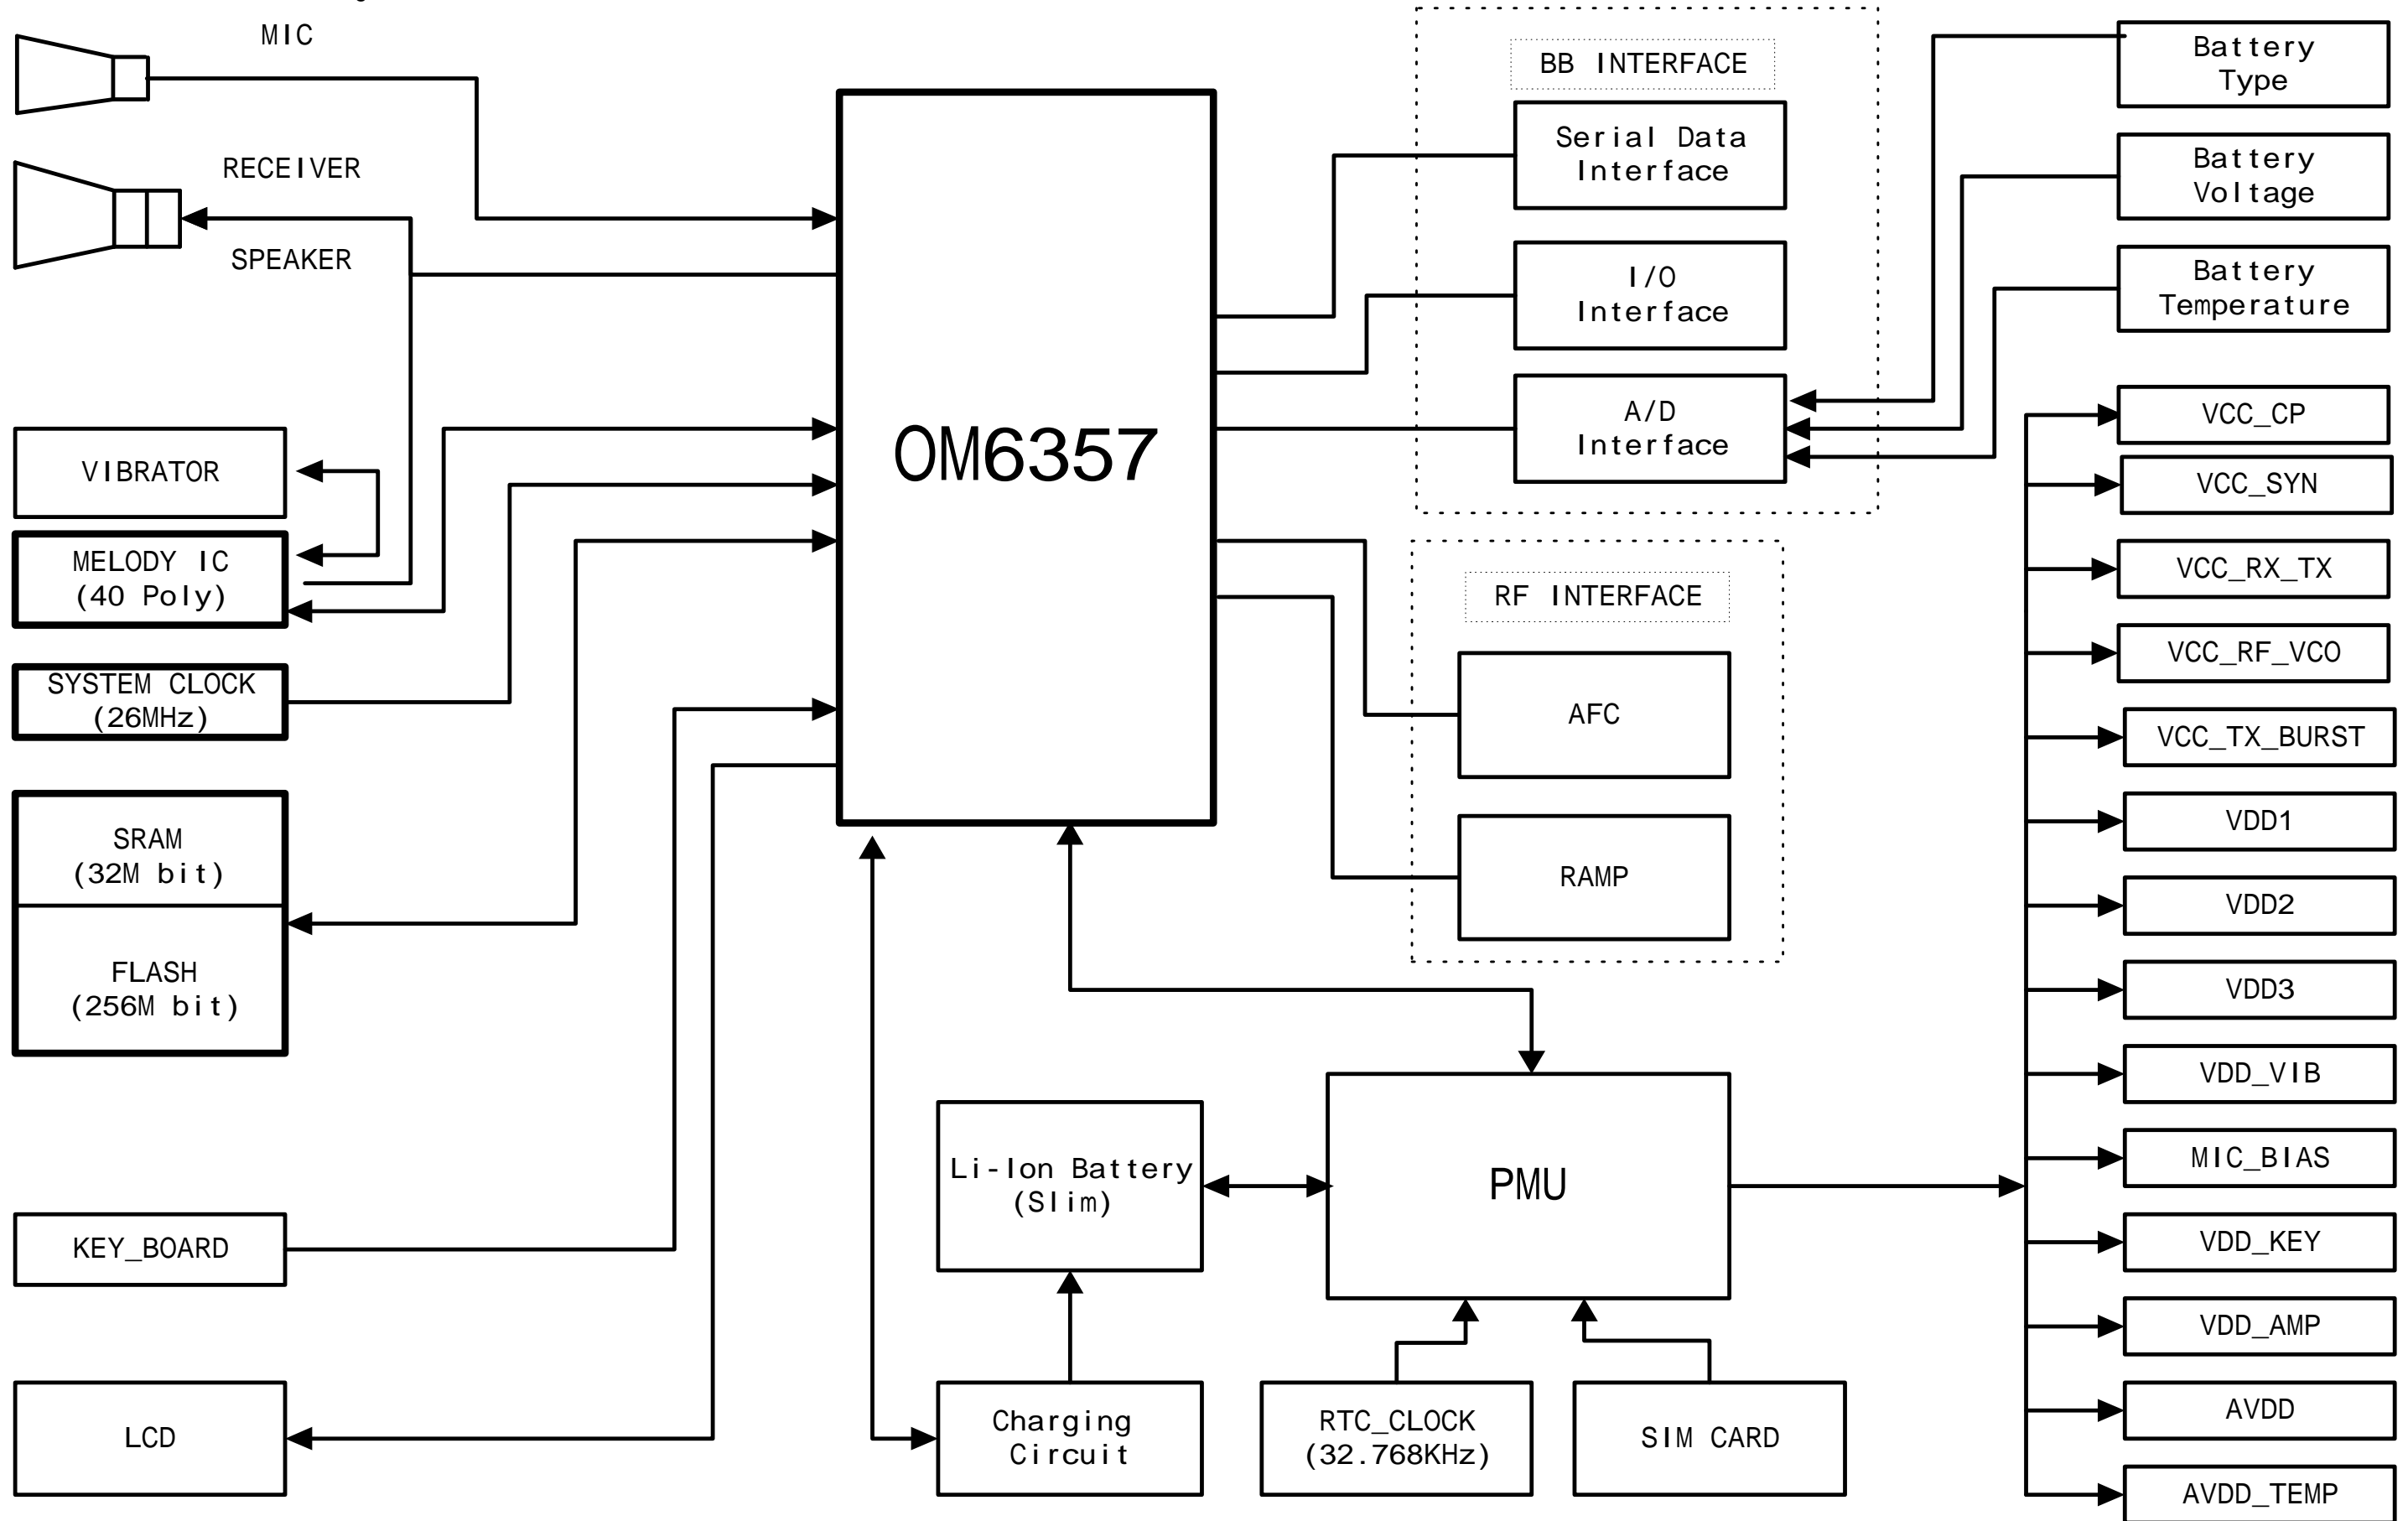 MIC
RECEIVER
SPEAKER
VIBRATOR
MELODY IC
(40 Poly)
SYSTEM CLOCK
(26MHz)
SRAM
(32M bit)
FLASH
(256M bit)
KEY_BOARD
LCD
OM6357
BB INTERFACE
Serial Data
Interface
I/O
Interface
A/D
Interface
RF INTERFACE
AFC
RAMP
Li-Ion Battery
(Slim)
PMU
Charging
Circuit
RTC_CLOCK
(32.768KHz)
SIM CARD
Battery
Type
Battery
Voltage
Battery
Temperature
VCC_CP
VCC_SYN
VCC_RX_TX
VCC_RF_VCO
VCC_TX_BURST
VDD1
VDD2
VDD3
VDD_VIB
MIC_BIAS
VDD_KEY
VDD_AMP
AVDD
AVDD_TEMP